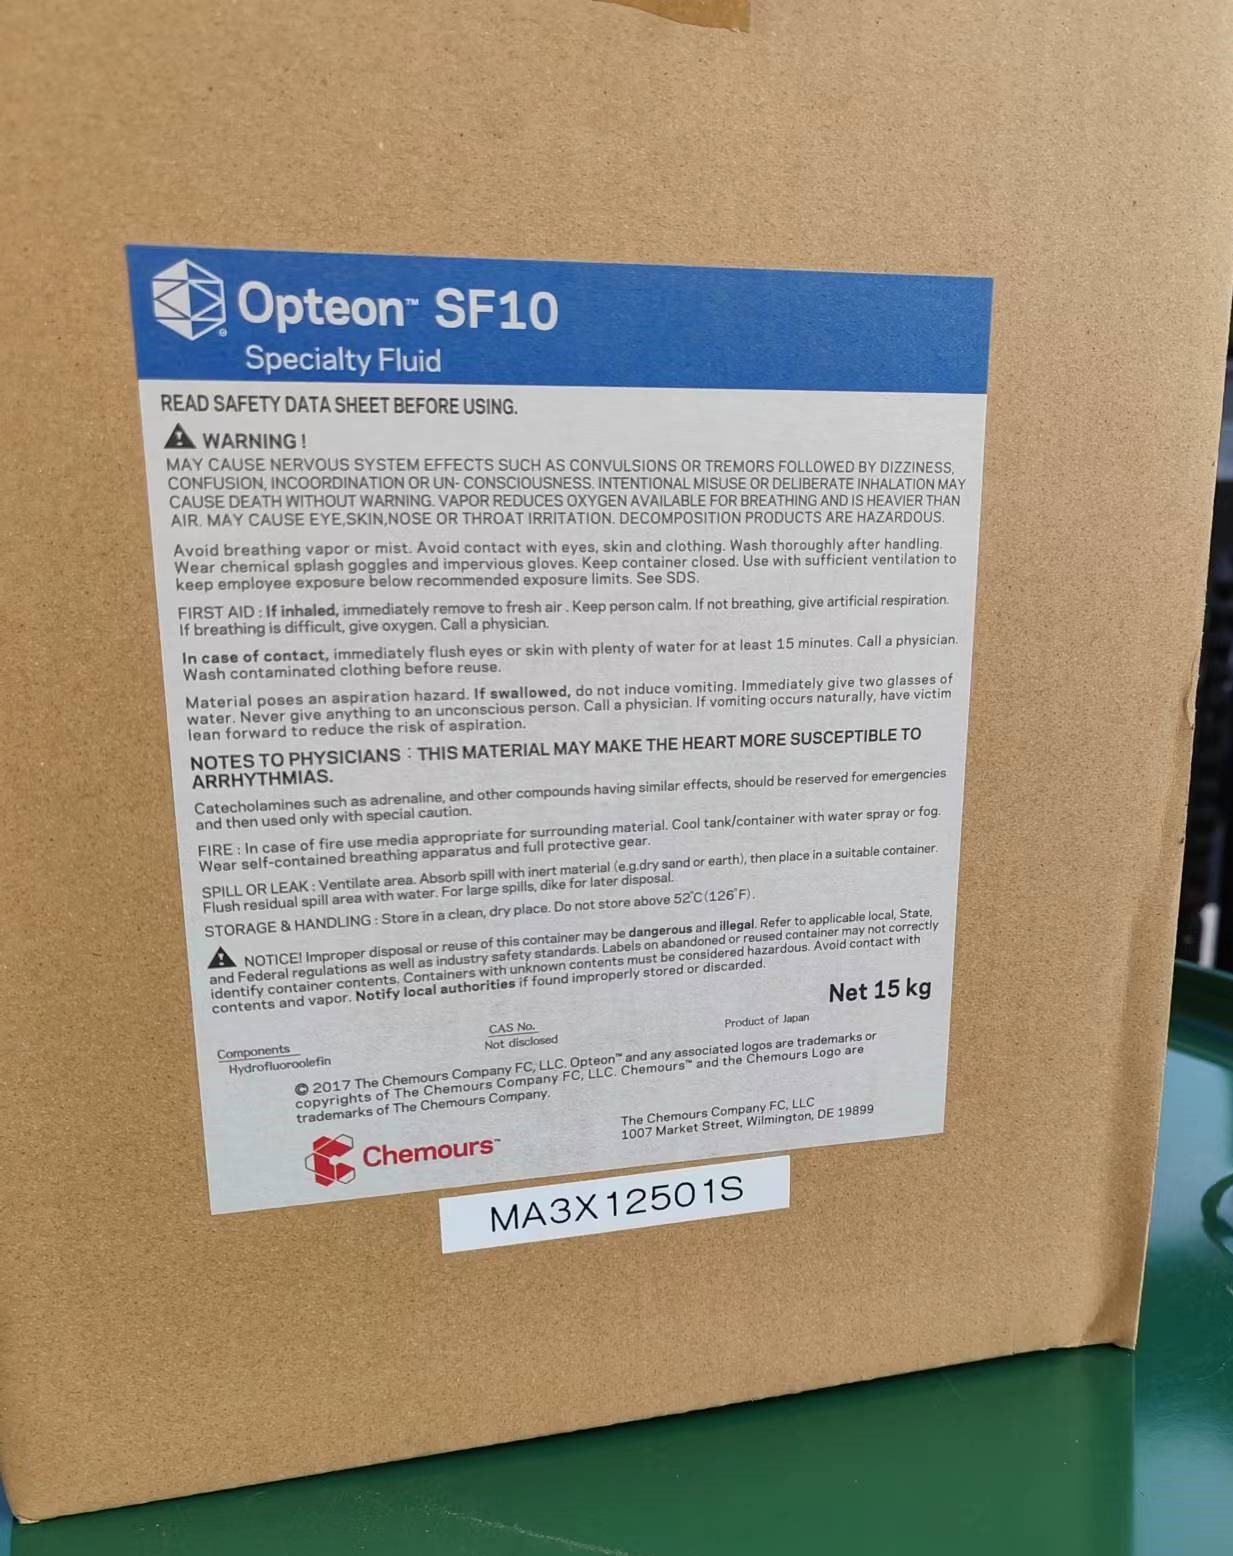 Opteon™ SF10
Specialty Fluid
READ SAFETY DATA SHEET BEFORE USING.
WARNING !
MAY CAUSE NERVOUS SYSTEM EFFECTS SUCH AS CONVULSIONS OR TREMORS FOLLOWED BY DIZZINESS,
CONFUSION, INCOORDINATION OR UN- CONSCIOUSNESS. INTENTIONAL MISUSE OR DELIBERATE INHALATION MAY
CAUSE DEATH WITHOUT WARNING. VAPOR REDUCES OXYGEN AVAILABLE FOR BREATHING AND IS HEAVIER THAN
AIR. MAY CAUSE EYE,SKIN,NOSE OR THROAT IRRITATION. DECOMPOSITION PRODUCTS ARE HAZARDOUS.
Avoid breathing vapor or mist. Avoid contact with eyes, skin and clothing. Wash thoroughly after handling.
Wear chemical splash goggles and impervious gloves. Keep container closed. Use with sufficient ventilation to
keep employee exposure below recommended exposure limits. See SDS.
FIRST AID : If inhaled, immediately remove to fresh air . Keep person calm. If not breathing, give artificial respiration.
If breathing is difficult, give oxygen. Call a physician.
In case of contact, immediately flush eyes or skin with plenty of water for at least 15 minutes. Call a physician.
Wash contaminated clothing before reuse.
Material poses an aspiration hazard. If swallowed, do not induce vomiting. Immediately give two glasses of
water. Never give anything to an unconscious person. Call a physician. If vomiting occurs naturally, have victim
lean forward to reduce the risk of aspiration.
NOTES TO PHYSICIANS : THIS MATERIAL MAY MAKE THE HEART MORE SUSCEPTIBLE TO
ARRHYTHMIAS.
Catecholamines such as adrenaline, and other compounds having similar effects, should be reserved for emergencies
and then used only with special caution.
FIRE : In case of fire use media appropriate for surrounding material. Cool tank/container with water spray or fog.
Wear self-contained breathing apparatus and full protective gear.
SPILL OR LEAK : Ventilate area. Absorb spill with inert material (e.g.dry sand or earth), then place in a suitable container.
Flush residual spill area with water. For large spills, dike for later disposal.
STORAGE & HANDLING : Store in a clean, dry place. Do not store above 52°C(126°F).
NOTICE! Improper disposal or reuse of this container may be dangerous and illegal. Refer to applicable local, State,
and Federal regulations as well as industry safety standards. Labels on abandoned or reused container may not correctly
identify container contents. Containers with unknown contents must be considered hazardous. Avoid contact with
contents and vapor. Notify local authorities if found improperly stored or discarded.
Net 15 kg
Components CAS No. Product of Japan
Hydrofluoroolefin Not disclosed
© 2017 The Chemours Company FC, LLC. Opteon™ and any associated logos are trademarks or
copyrights of The Chemours Company FC, LLC. Chemours™ and the Chemours Logo are
trademarks of The Chemours Company.
Chemours™
The Chemours Company FC, LLC
1007 Market Street, Wilmington, DE 19899
MA3X12501S